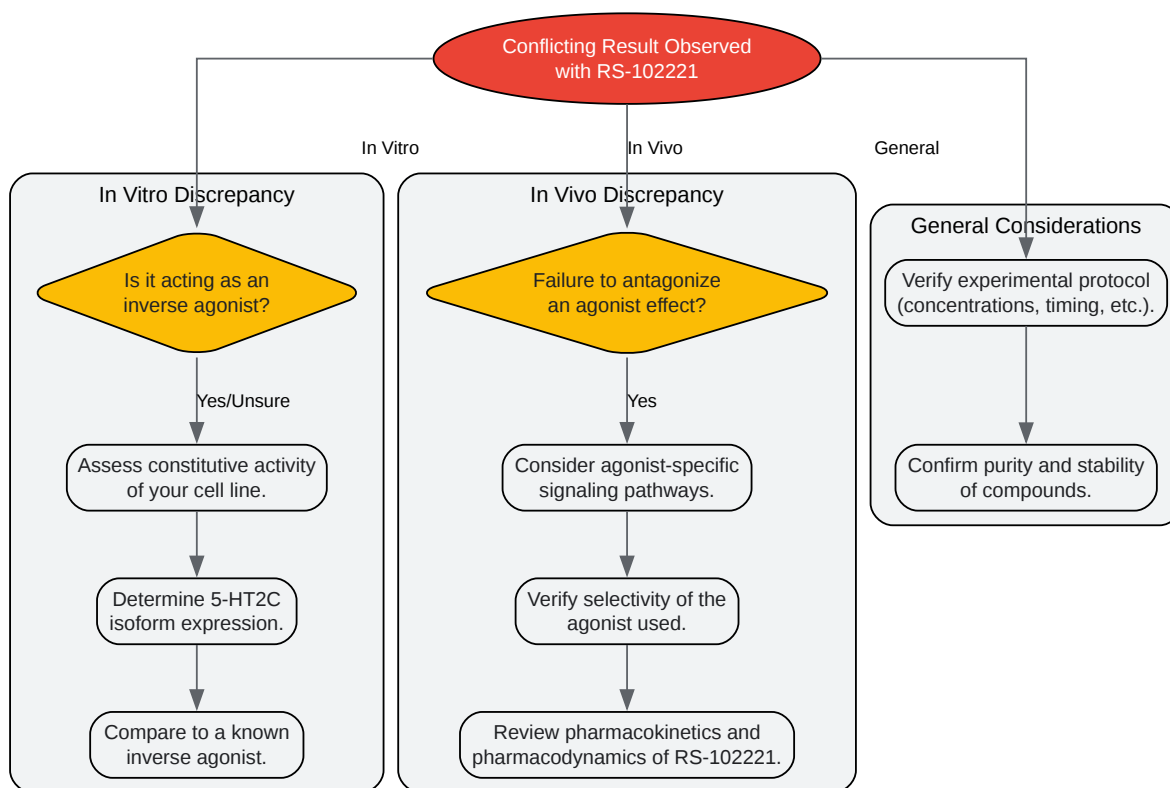 Conflicting Result Observed
with RS-102221
In Vitro
In Vivo
General
In Vitro Discrepancy
Is it acting as an
inverse agonist?
Yes/Unsure
Assess constitutive activity
of your cell line.
Determine 5-HT2C
isoform expression.
Compare to a known
inverse agonist.
In Vivo Discrepancy
Failure to antagonize
an agonist effect?
Yes
Consider agonist-specific
signaling pathways.
Verify selectivity of the
agonist used.
Review pharmacokinetics and
pharmacodynamics of RS-102221.
General Considerations
Verify experimental protocol
(concentrations, timing, etc.).
Confirm purity and stability
of compounds.